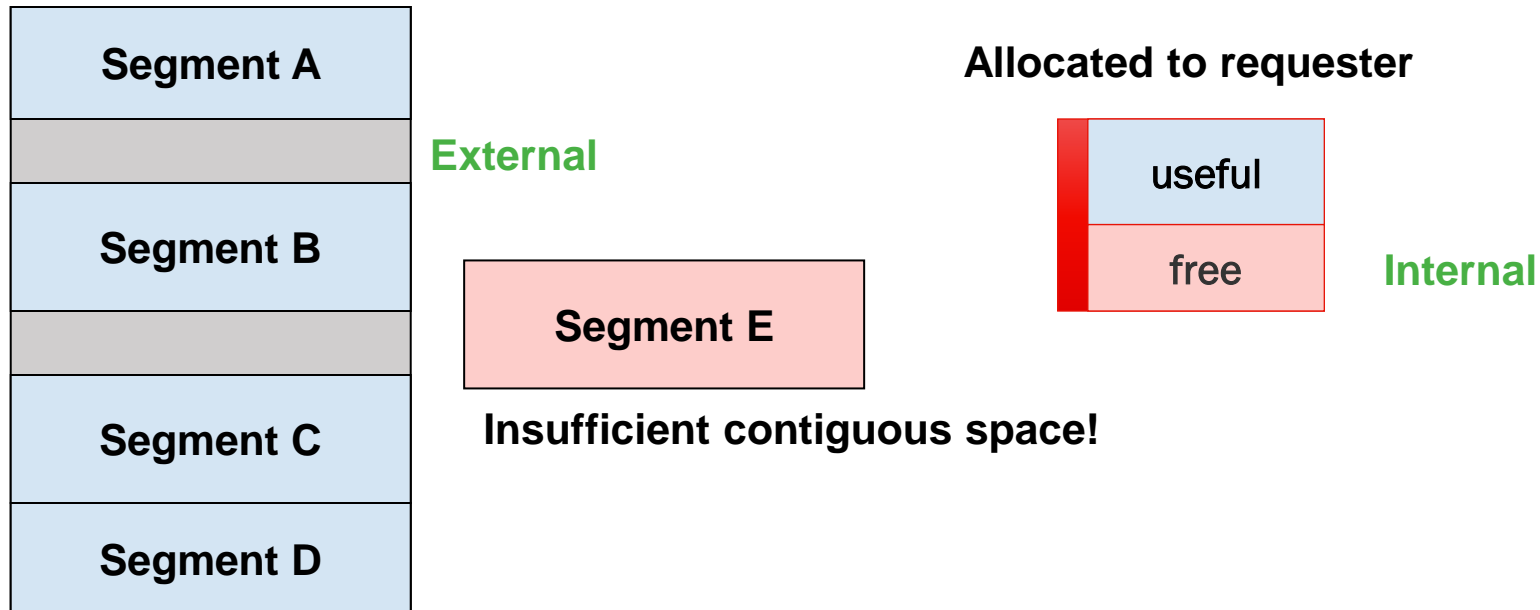 Segment A
External
Segment B
Segment C
Segment D
Segment E
Insufficient contiguous space!
Allocated to requester
useful
free
Internal